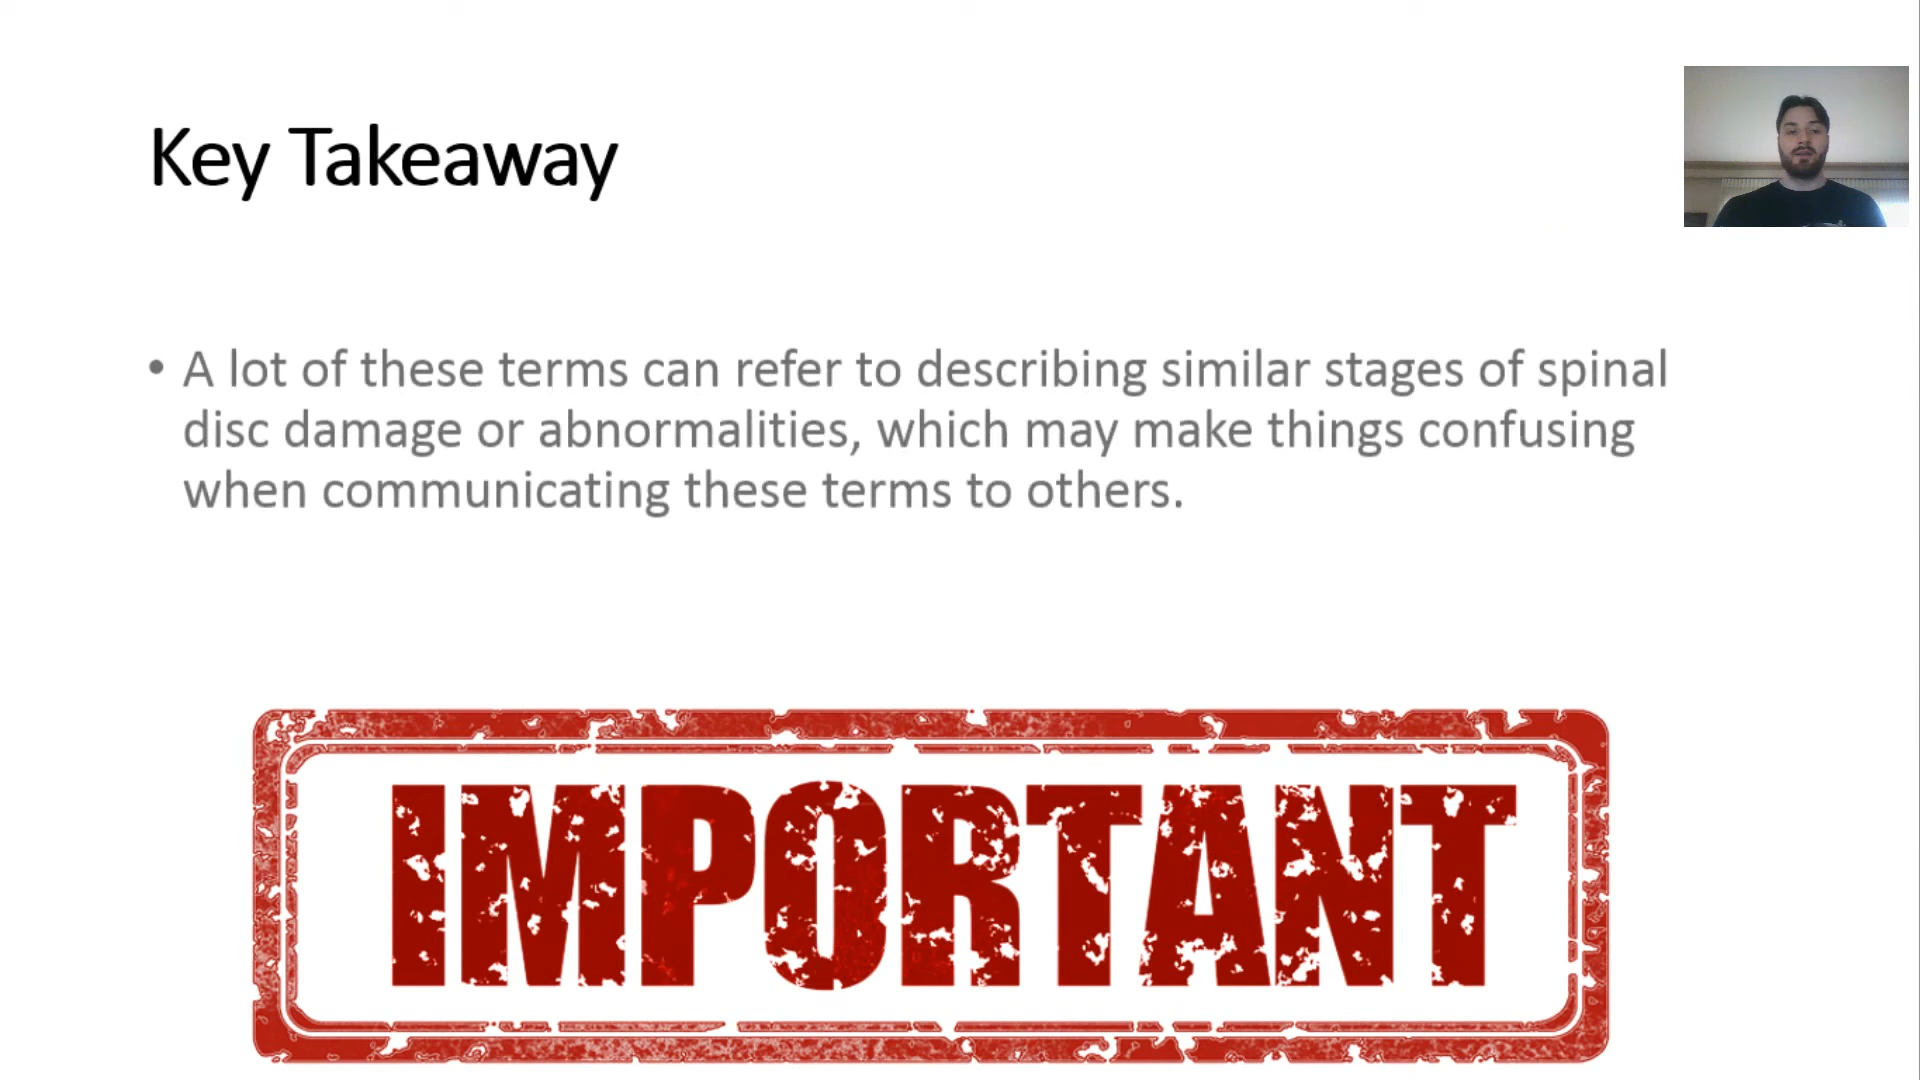 Key Takeaway
• A lot of these terms can refer to describing similar stages of spinal
disc damage or abnormalities, which may make things confusing
when communicating these terms to others.
IMPORTANT